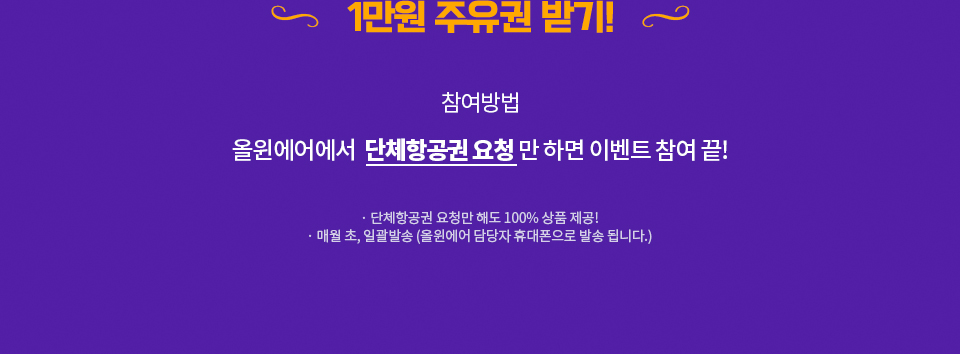 1만원 주유권 받기!
참여방법
올윈에어에서 단체항공권 요청만 하면 이벤트 참여 끝!
· 단체항공권 요청만 해도 100% 상품 제공!
· 매월 초, 일괄발송 (올윈에어 담당자 휴대폰으로 발송 됩니다.)